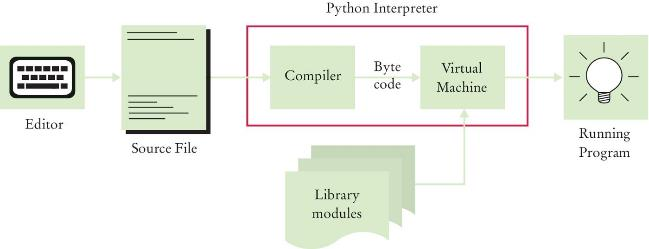 Python Interpreter
Compiler
Byte
code
Virtual
Machine
Editor
Source File
Running
Program
Library
modules